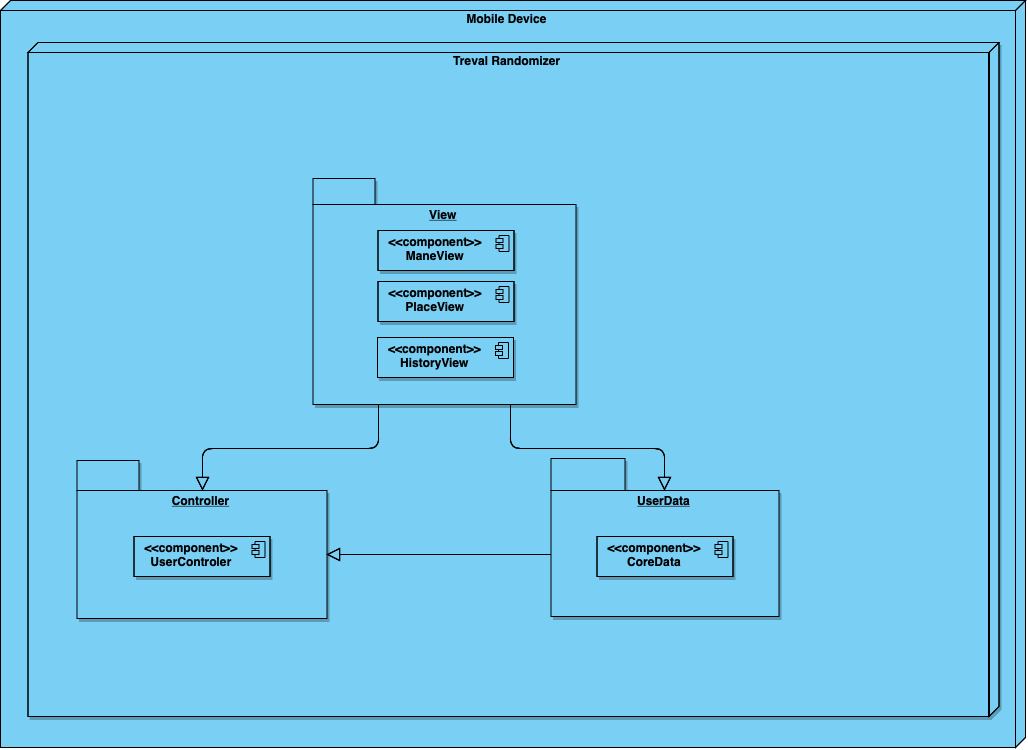 Mobile Device
Treval Randomizer
View
<<component>>
ManeView
<<component>>
PlaceView
<<component>>
HistoryView
Controller
<<component>>
UserControler
UserData
<<component>>
CoreData